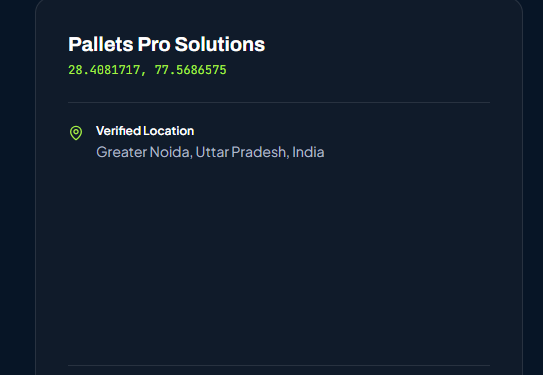 Pallets Pro Solutions
28.4081717, 77.5686575
Verified Location
Greater Noida, Uttar Pradesh, India